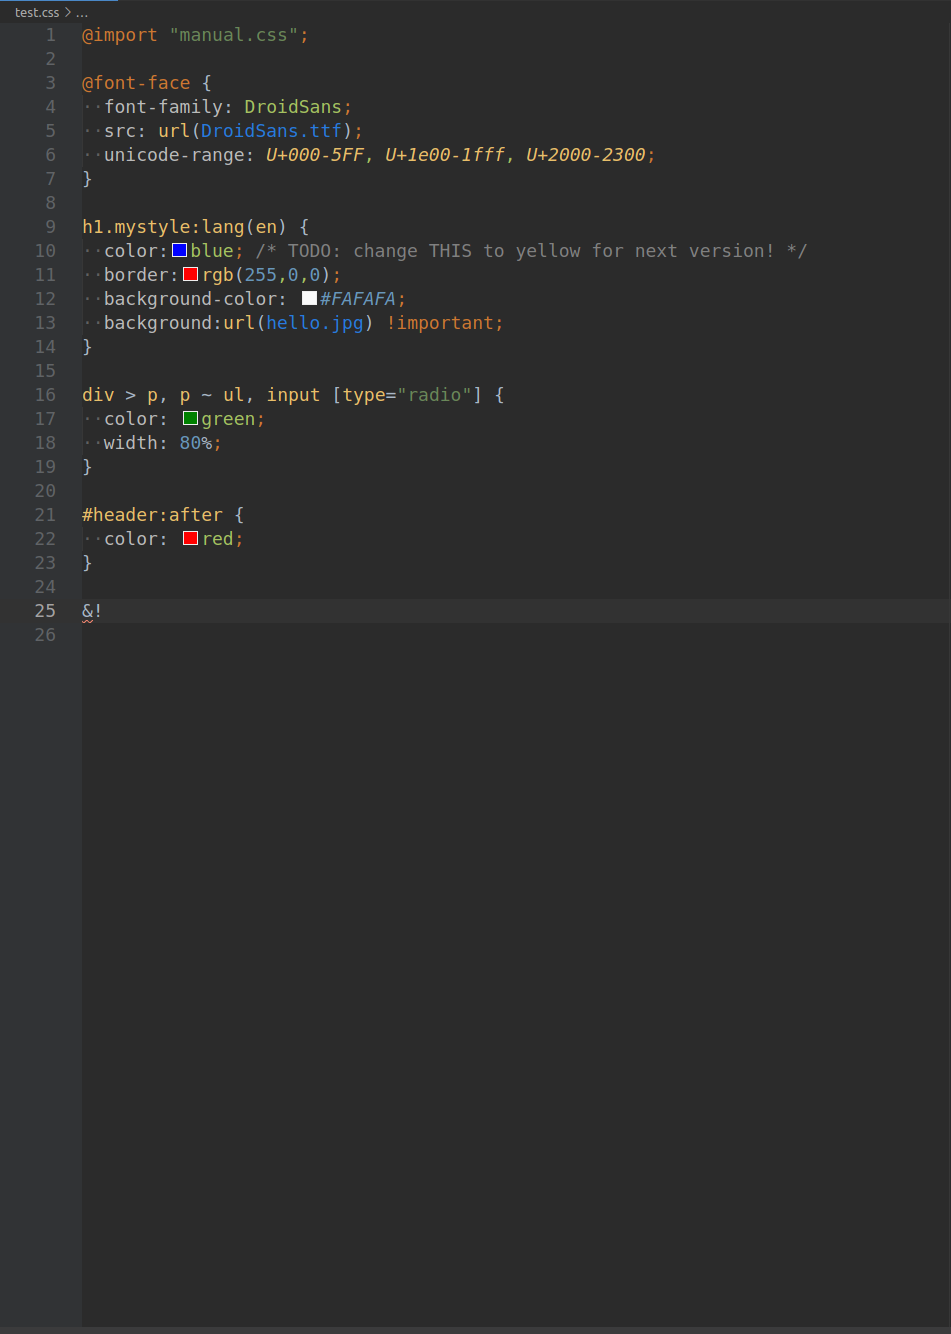 test.css > ...
1 @import "manual.css";
2
3 @font-face {
4 ··font-family: DroidSans;
5 ··src: url(DroidSans.ttf);
6 ··unicode-range: U+000-5FF, U+1e00-1fff, U+2000-2300;
7 }
8
9 h1.mystyle:lang(en) {
10 ··color:blue; /* TODO: change THIS to yellow for next version! */
11 ··border:rgb(255,0,0);
12 ··background-color: #FAFAFA;
13 ··background:url(hello.jpg) !important;
14 }
15
16 div > p, p ~ ul, input [type="radio"] {
17 ··color: green;
18 ··width: 80%;
19 }
20
21 #header:after {
22 ··color: red;
23 }
24
25 &!
26